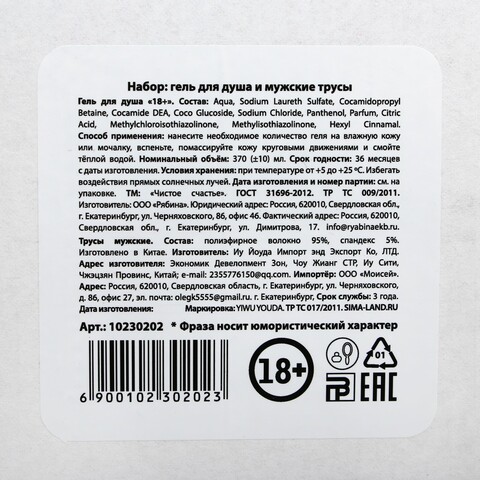 Набор: гель для душа и мужские трусы
Гель для душа «18+». Состав: Aqua, Sodium Laureth Sulfate, Cocamidopropyl
Betaine, Cocamide DEA, Coco Glucoside, Sodium Chloride, Panthenol, Parfum, Citric
Acid, Methylchloroisothiazolinone, Methylisothiazolinone, Hexyl Cinnamal.
Способ применения: нанесите необходимое количества геля на влажную кожу
или мочалку, вспеньте, помассируйте кожу круговыми движениями и смойте
тёплой водой. Номинальный объём: 370 (±10) мл. Срок годности: 36 месяцев
с даты изготовления. Условия хранения: при температуре от +5 до +25 °С. Избегать
воздействия прямых солнечных лучей. Дата изготовления и номер партии: см. на
упаковке. ТМ: «Чистое счастье». ГОСТ 31696-2012. ТР ТС 009/2011.
Изготовитель: ООО «Рябина». Юридический адрес: Россия, 620010, Свердловская обл.,
г. Екатеринбург, ул. Черняховского, 86, офис 46. Фактический адрес: Россия, 620010,
Свердловская обл., г. Екатеринбург, ул. Димитрова, 17. info@ryabinaekb.ru
Трусы мужские. Состав: полиэфирное волокно 95%, спандекс 5%.
Изготовлено в Китае. Изготовитель: Иу Йоуда Импорт энд Экспорт Ко, ЛТД.
Адрес изготовителя: Экономик Девелопмент Зон, Чоу Жианг СТР, Иу Сити,
Чжэцзян Провинс, Китай; e-mail: 2355776150@qq.com. Импортёр: ООО «Моисей».
Адрес: Россия, 620010, Свердловская область, г. Екатеринбург, ул. Черняховского,
д. 86, офис 27, эл. почта: olegk5555@gmail.ru г. Екатеринбург. Срок службы: 3 года.
Дата изготовления: Маркировка: YIWU YOUDA. ТР ТС 017/2011. SIMA-LAND.RU
Арт.: 10230202 * Фраза носит юмористический характер
18+
01
EAC
6 900102 302023